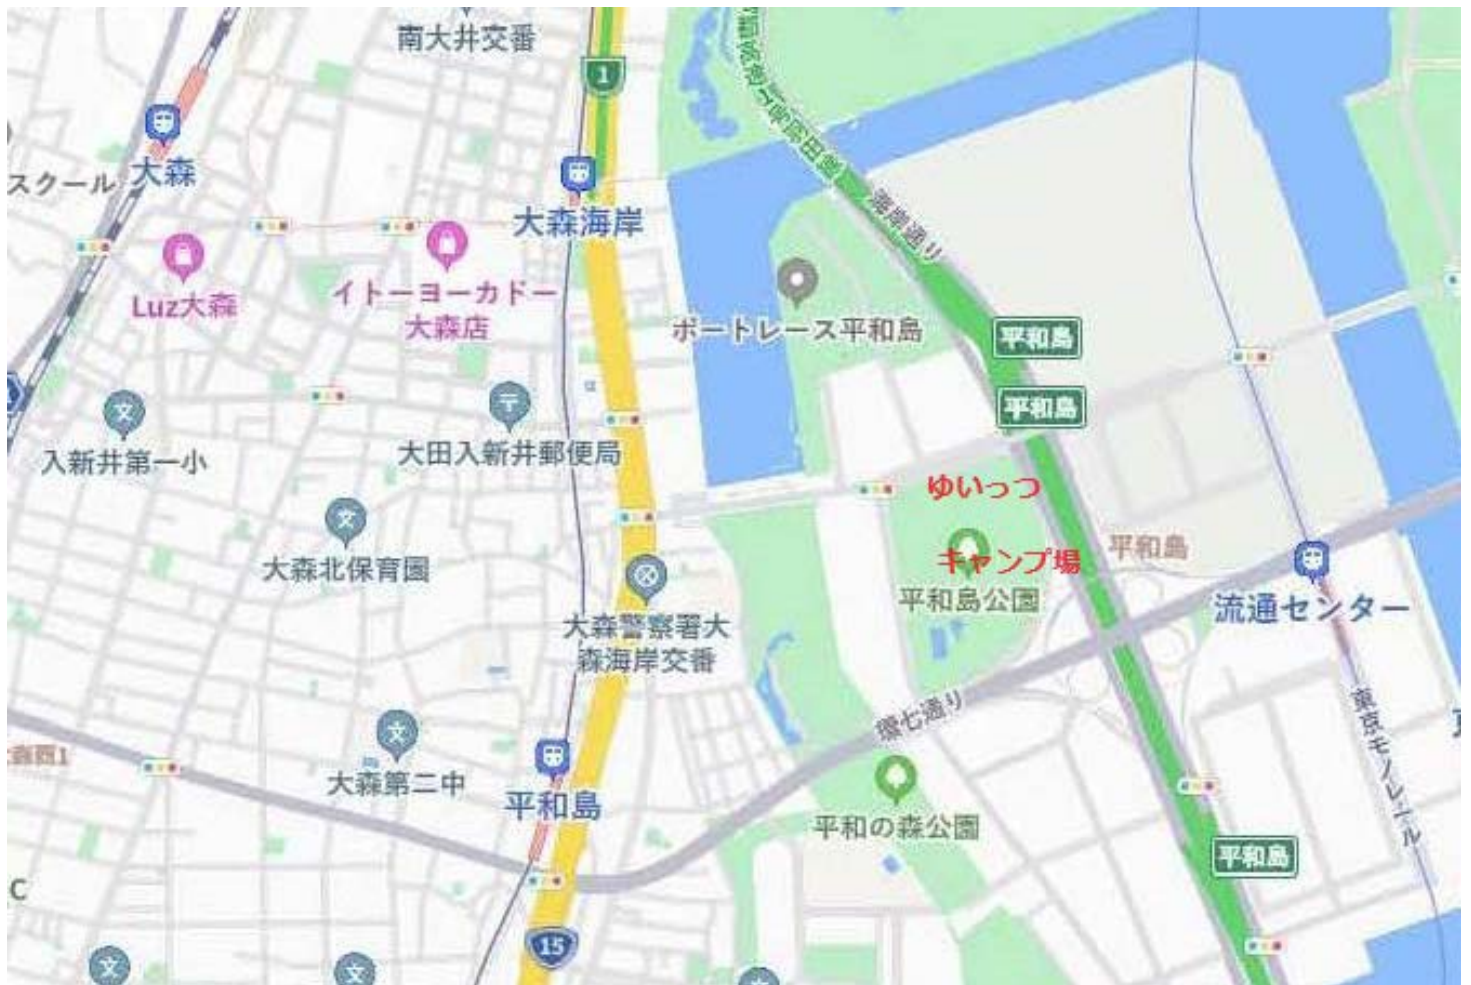 南大井交番
1
大森
スクール
大森海岸
海岸通り
Luz大森
イトーヨーカドー
大森店
ボートレース平和島
平和島
平和島
入新井第一小
大田入新井郵便局
ゆいっつ
キャンプ場
平和島
大森北保育園
平和島公園
流通センター
大森警察署大
森海岸交番
環七通り
東京モノレール
大森第二中
平和島
平和の森公園
平和島
15